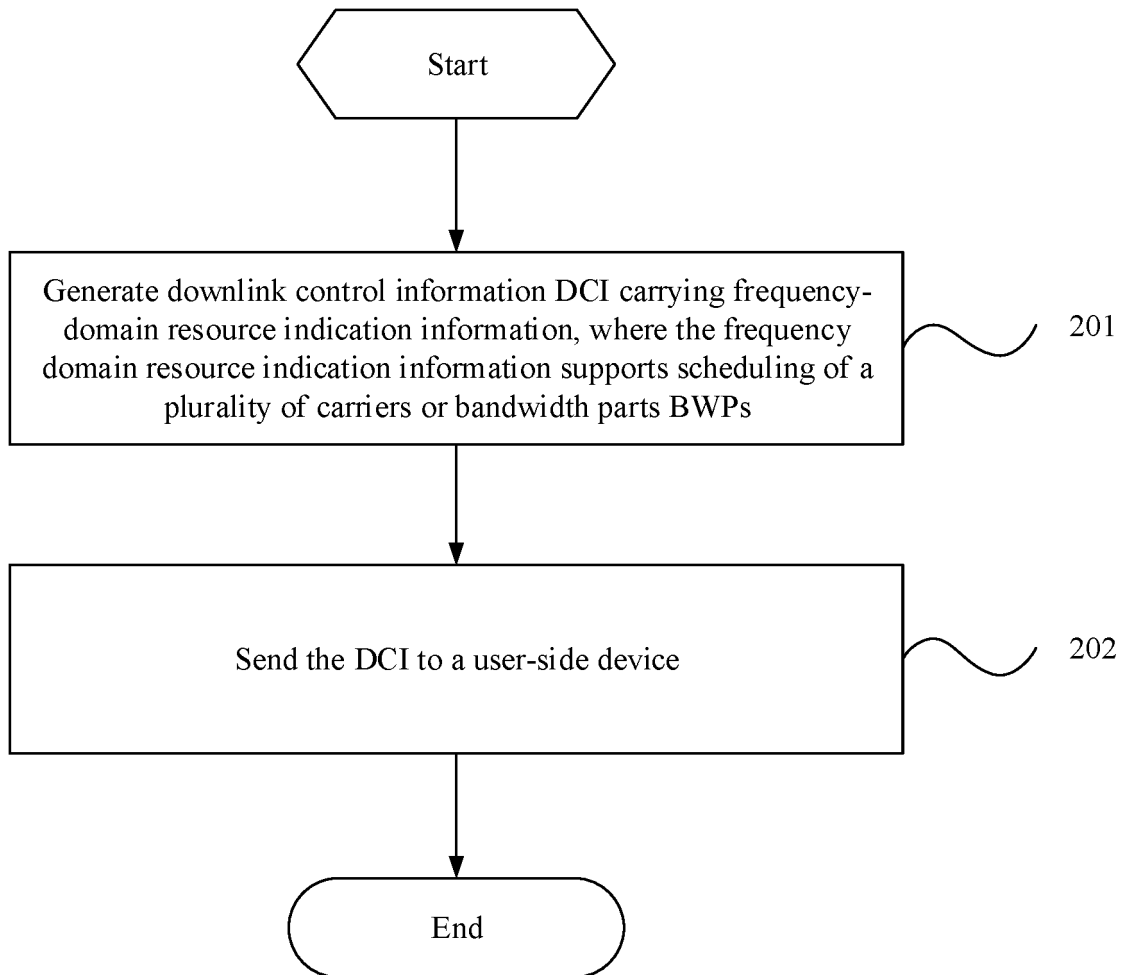 Start
Generate downlink control information DCI carrying frequency-
domain resource indication information, where the frequency
domain resource indication information supports scheduling of a
plurality of carriers or bandwidth parts BWPs
201
Send the DCI to a user-side device
202
End